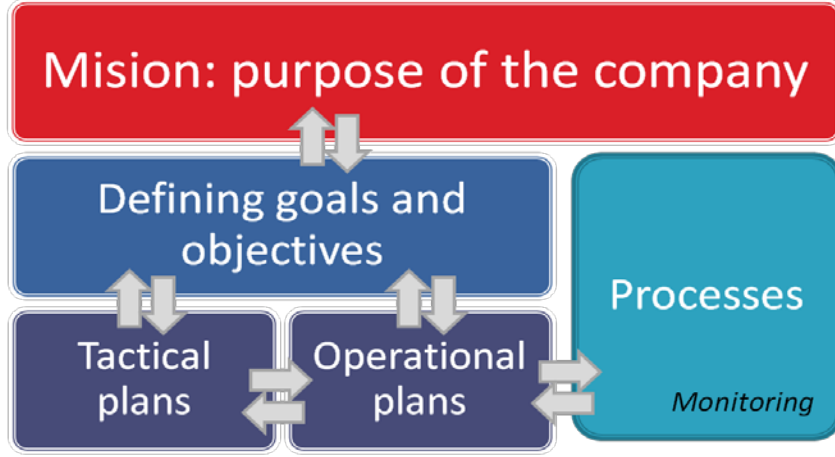 Mision: purpose of the company
Defining goals and
objectives
Processes
Tactical
plans
Operational
plans
Monitoring